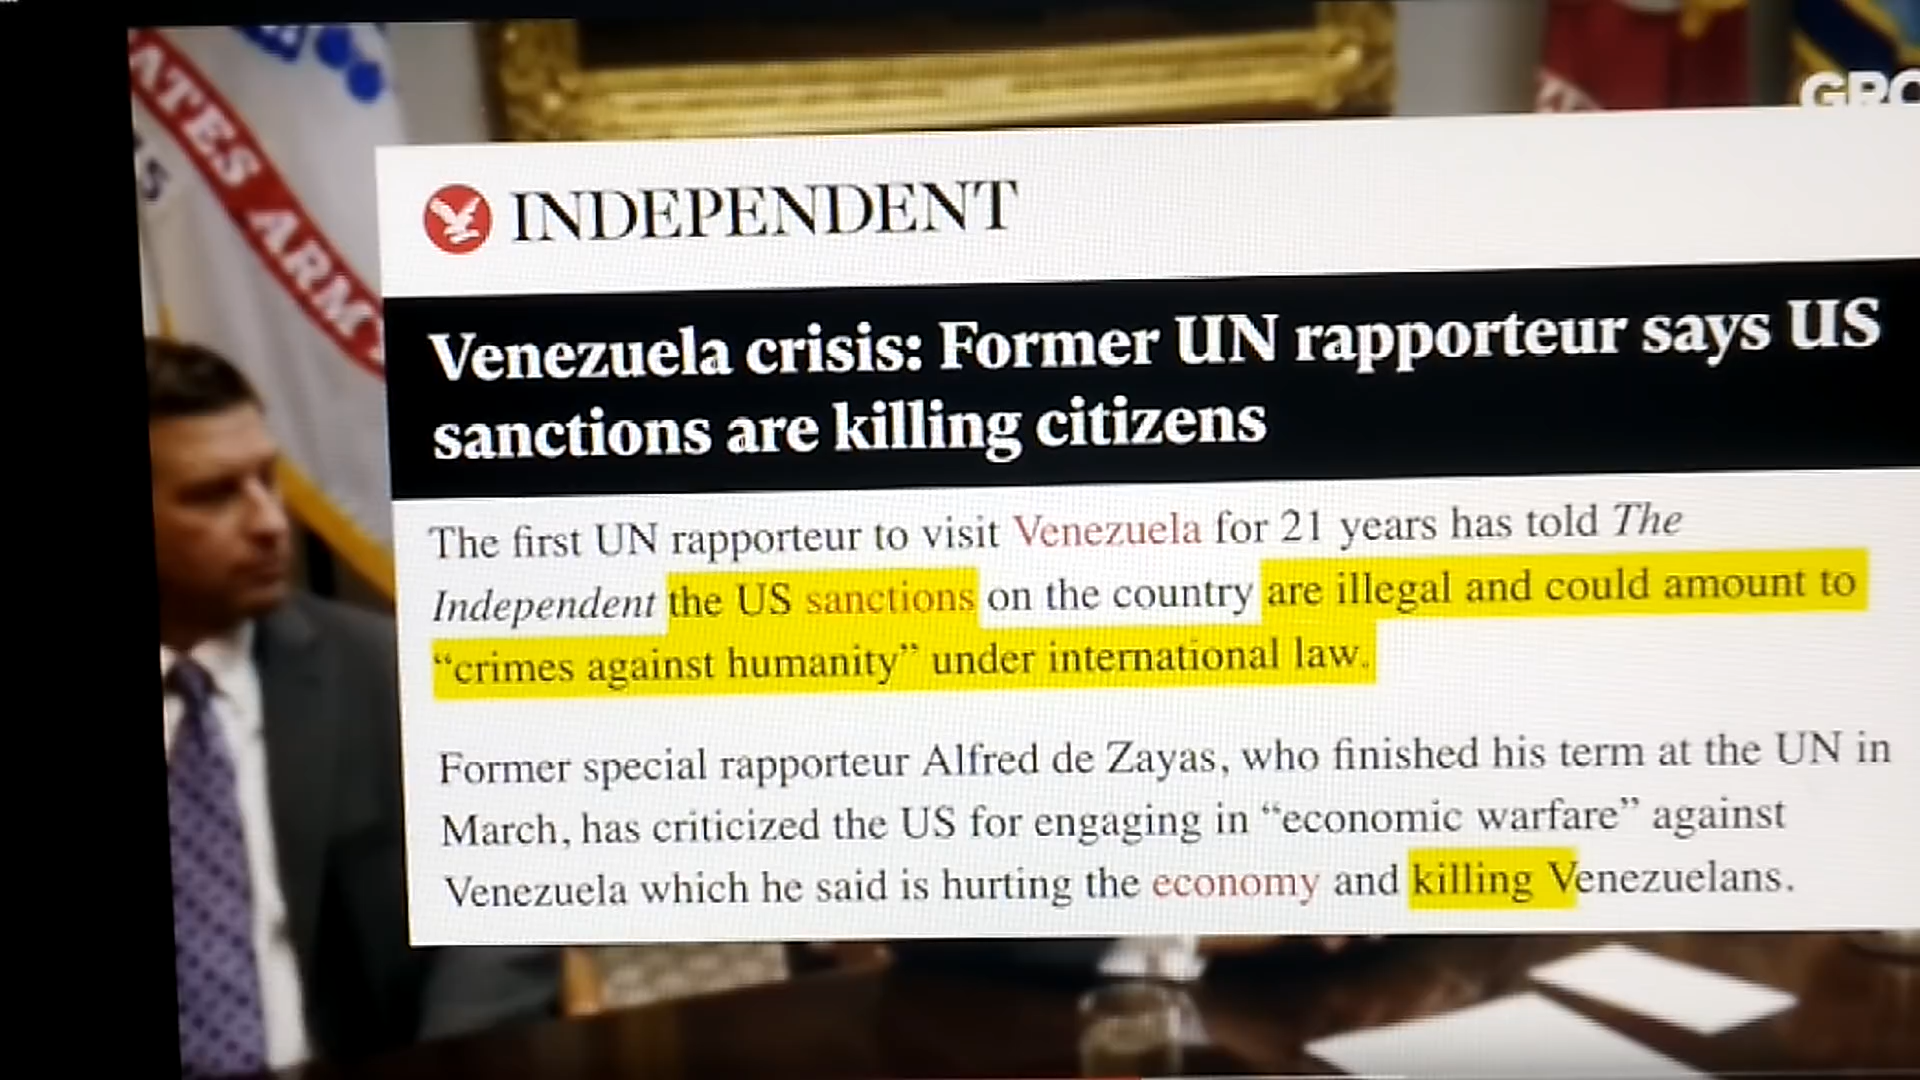 ATES ARMY
GRO
INDEPENDENT
Venezuela crisis: Former UN rapporteur says US
sanctions are killing citizens
The first UN rapporteur to visit Venezuela for 21 years has told The
Independent the US sanctions on the country are illegal and could amount to
“crimes against humanity” under international law.
Former special rapporteur Alfred de Zayas, who finished his term at the UN in
March, has criticized the US for engaging in “economic warfare” against
Venezuela which he said is hurting the economy and killing Venezuelans.